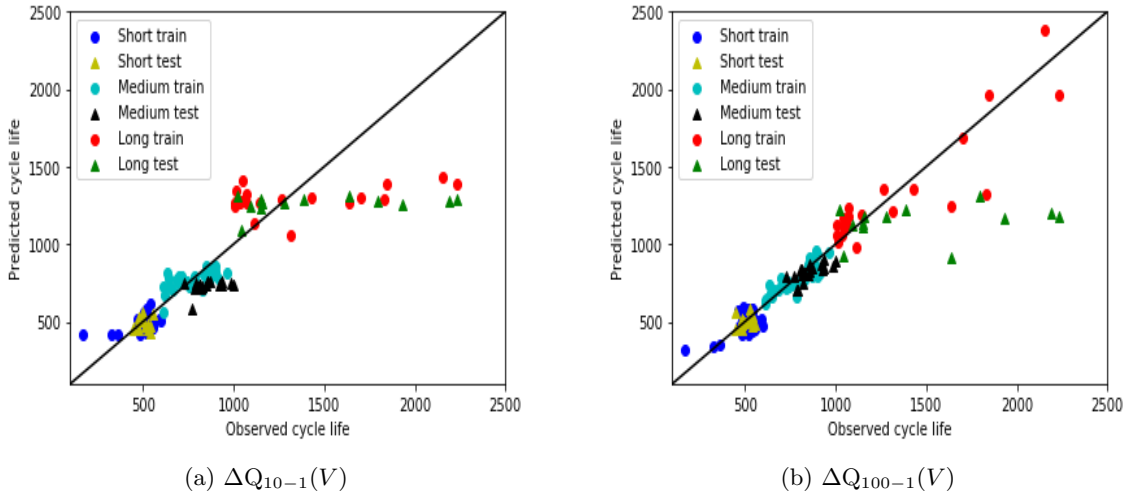 2500
2000
1500
1000
500
Predicted cycle life
Short train
Short test
Medium train
Medium test
Long train
Long test
500 1000 1500 2000 2500
Observed cycle life
(a) ΔQ₁₀₋₁(V)
2500
2000
1500
1000
500
Predicted cycle life
Short train
Short test
Medium train
Medium test
Long train
Long test
500 1000 1500 2000 2500
Observed cycle life
(b) ΔQ₁₀₀₋₁(V)